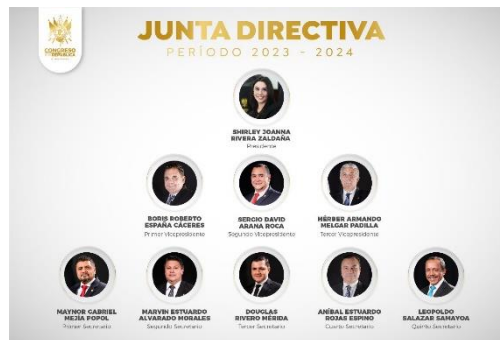 CONGRESO
REPÚBLICA
JUNTA DIRECTIVA
PERÍODO 2023 - 2024
SHIRLEY JOANNA
RIVERA ZALDAÑA
Presidente
BORIS ROBERTO
ESPAÑA CÁCERES
Primer Vicepresidente
SERGIO DAVID
ARANA ROCA
Segundo Vicepresidente
HÉRBER ARMANDO
MELGAR PADILLA
Tercer Vicepresidente
MAYNOR GABRIEL
MEJÍA POPOL
Primer Secretario
MARVIN ESTUARDO
ALVARADO MORALES
Segundo Secretario
DOUGLAS
RIVERO MÉRIDA
Tercer Secretario
ANÍBAL ESTUARDO
ROJAS ESPINO
Cuarto Secretario
LEOPOLDO
SALAZAR SAMAYOA
Quinto Secretario